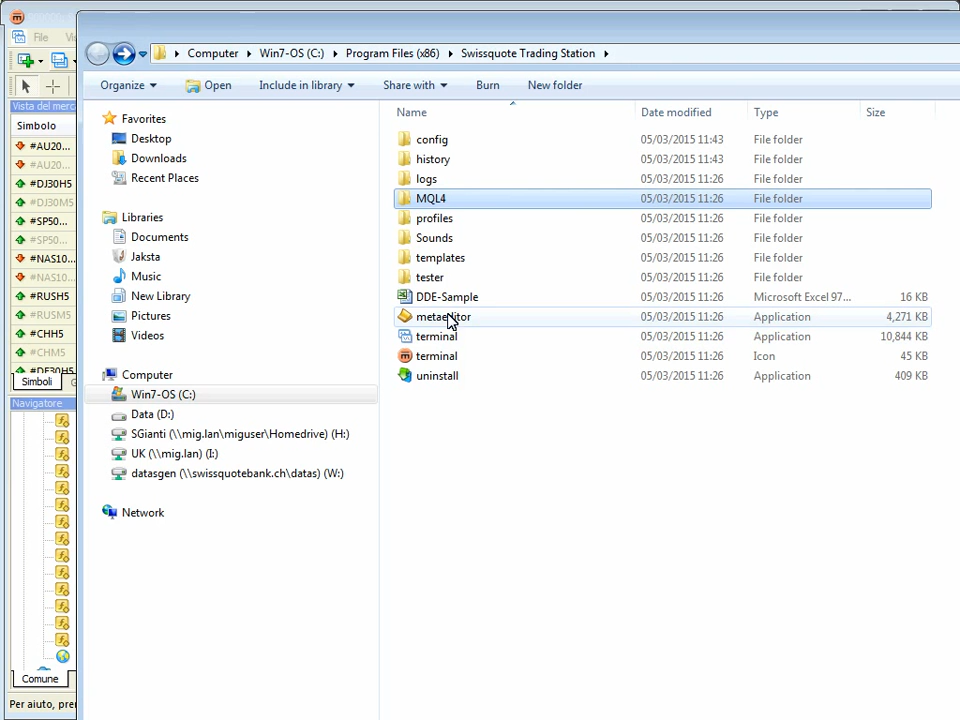 File Vi
Vista del merc
Simbolo
#AU20...
#AU20...
#DJ30H5
#DJ30M5
#SP50...
#SP50...
#NAS10...
#NAS10...
#RUSH5
#RUSM5
#CHH5
#CHM5
#DE30H5
Simboli
Navigatore
Comune
Per aiuto, prem
Computer Win7-OS (C:) Program Files (x86) Swissquote Trading Station
Organize Open Include in library Share with Burn New folder
Favorites
Desktop
Downloads
Recent Places
Libraries
Documents
Jaksta
Music
New Library
Pictures
Videos
Computer
Win7-OS (C:)
Data (D:)
SGianti (\\mig.lan\miguser\Homedrive) (H:)
UK (\\mig.lan) (I:)
datasgen (\\swissquotebank.ch\datas) (W:)
Network
Name Date modified Type Size
config 05/03/2015 11:43 File folder
history 05/03/2015 11:43 File folder
logs 05/03/2015 11:26 File folder
MQL4 05/03/2015 11:26 File folder
profiles 05/03/2015 11:26 File folder
Sounds 05/03/2015 11:26 File folder
templates 05/03/2015 11:26 File folder
tester 05/03/2015 11:26 File folder
DDE-Sample 05/03/2015 11:26 Microsoft Excel 97... 16 KB
metaeditor 05/03/2015 11:26 Application 4,271 KB
terminal 05/03/2015 11:26 Application 10,844 KB
terminal 05/03/2015 11:26 Icon 45 KB
uninstall 05/03/2015 11:26 Application 409 KB